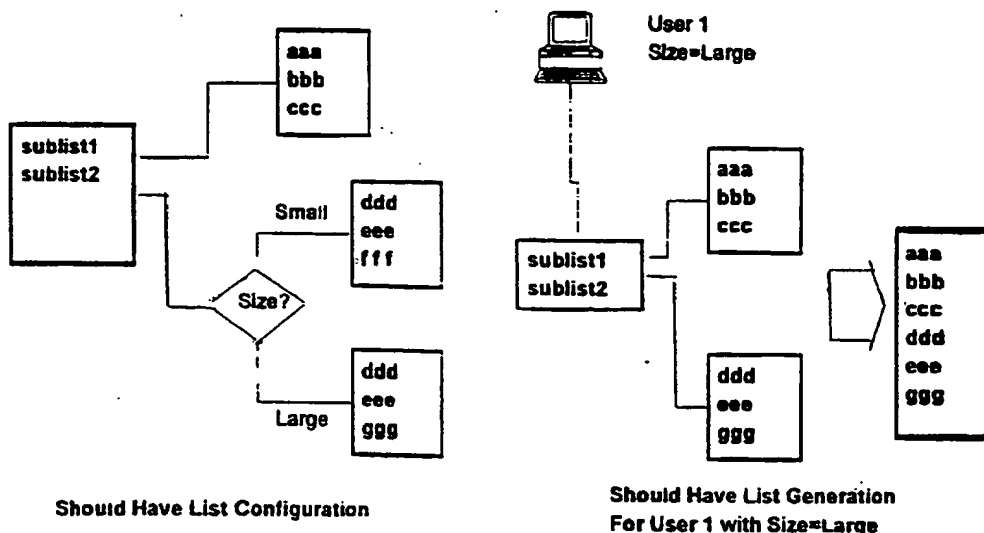 aaa
bbb
ccc
sublist1
sublist2
Small
ddd
eee
fff
Size?
ddd
eee
ggg
Large
Should Have List Configuration
User 1
Size=Large
aaa
bbb
ccc
sublist1
sublist2
ddd
eee
ggg
aaa
bbb
ccc
ddd
eee
ggg
Should Have List Generation
For User 1 with Size=Large